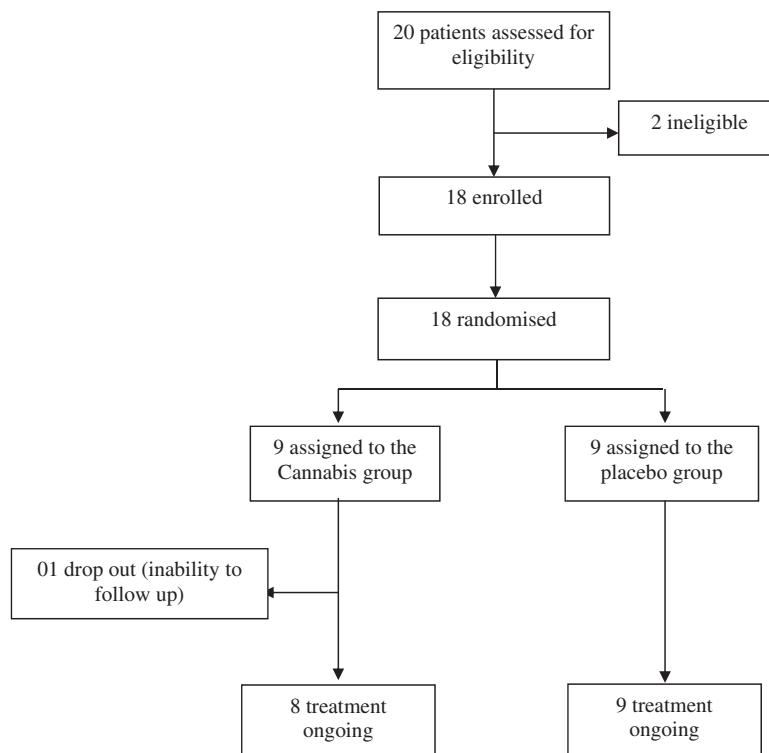 20 patients assessed for
eligibility
2 ineligible
18 enrolled
18 randomised
9 assigned to the
Cannabis group
9 assigned to the
placebo group
01 drop out (inability to
follow up)
8 treatment
ongoing
9 treatment
ongoing